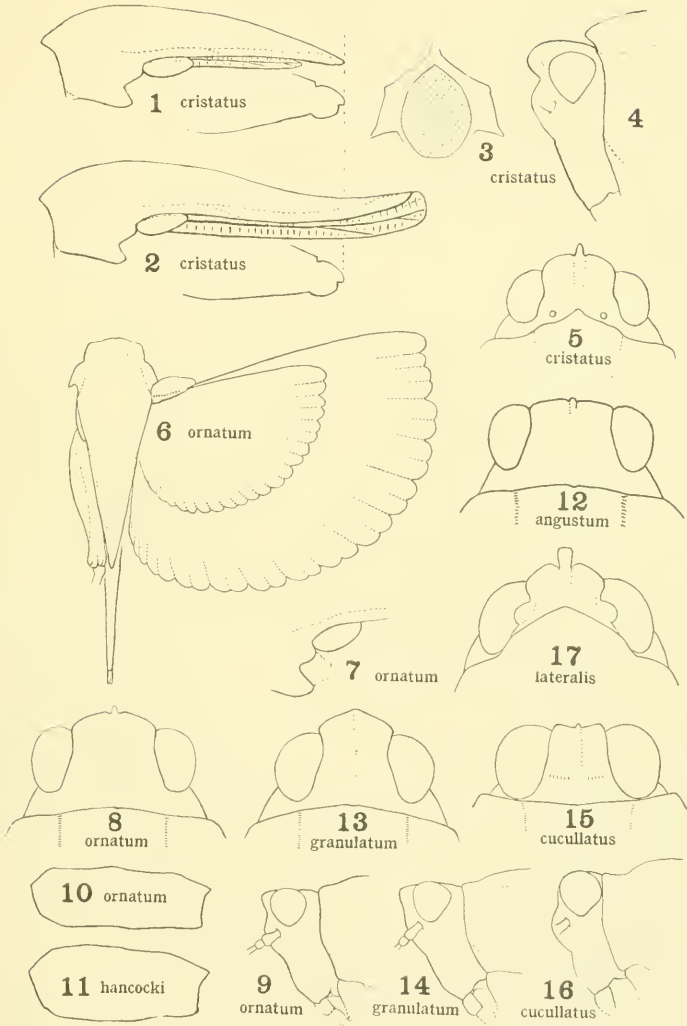 1 cristatus
3
cristatus
4
2 cristatus
5
cristatus
6 ornatum
12
angustum
7 ornatum
17
lateralis
8
ornatum
13
granulatum
15
cucullatus
10 ornatum
11 hancocki
9
ornatum
14
granulatum
16
cucullatus